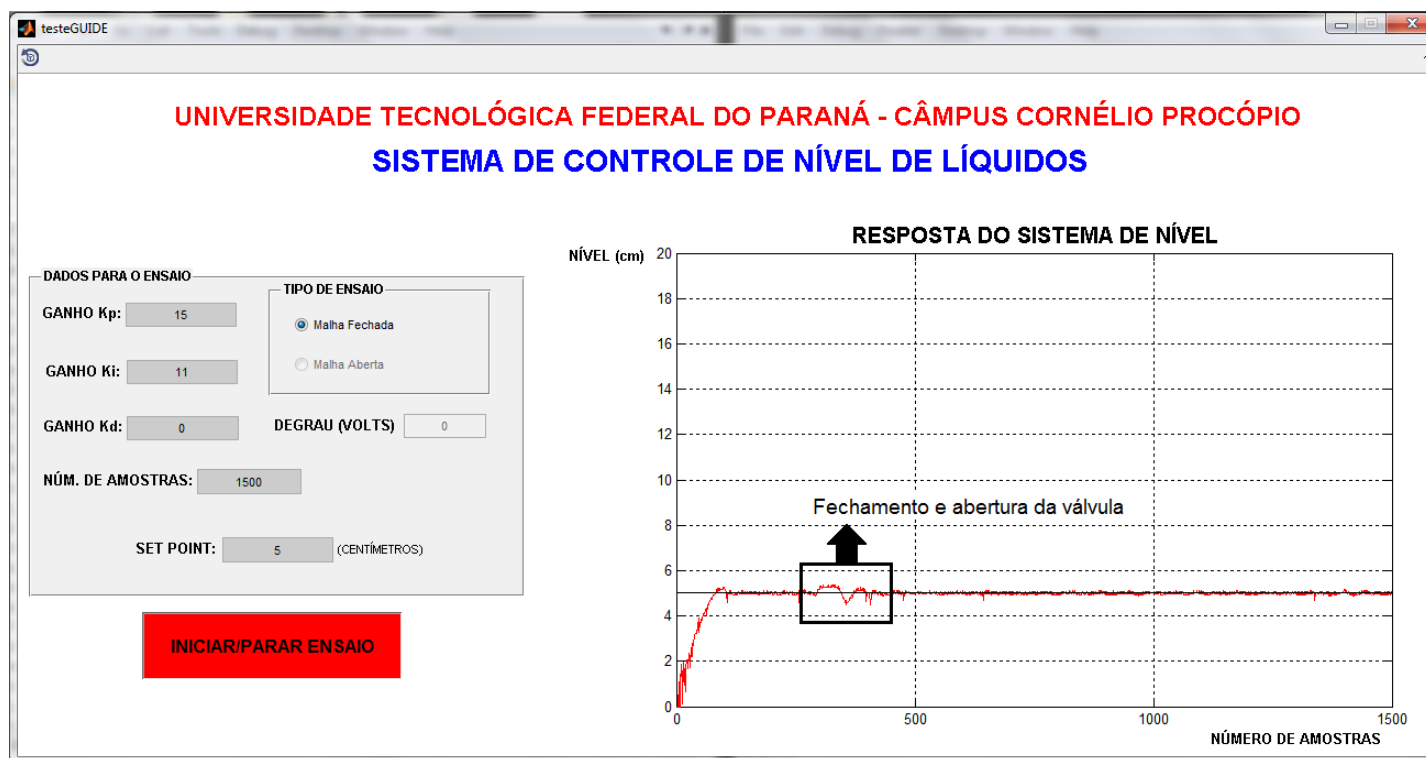 testeGUIDE
UNIVERSIDADE TECNOLÓGICA FEDERAL DO PARANÁ - CÂMPUS CORNÉLIO PROCÓPIO
SISTEMA DE CONTROLE DE NÍVEL DE LÍQUIDOS
DADOS PARA O ENSAIO
GANHO Kp: 15
GANHO Ki: 11
GANHO Kd: 0
TIPO DE ENSAIO
Malha Fechada
Malha Aberta
DEGRAU (VOLTS) 0
NÚM. DE AMOSTRAS: 1500
SET POINT: 5 (CENTÍMETROS)
INICIAR/PARAR ENSAIO
RESPOSTA DO SISTEMA DE NÍVEL
NÍVEL (cm)
20
18
16
14
12
10
8
6
4
2
0
Fechamento e abertura da válvula
0 500 1000 1500
NÚMERO DE AMOSTRAS